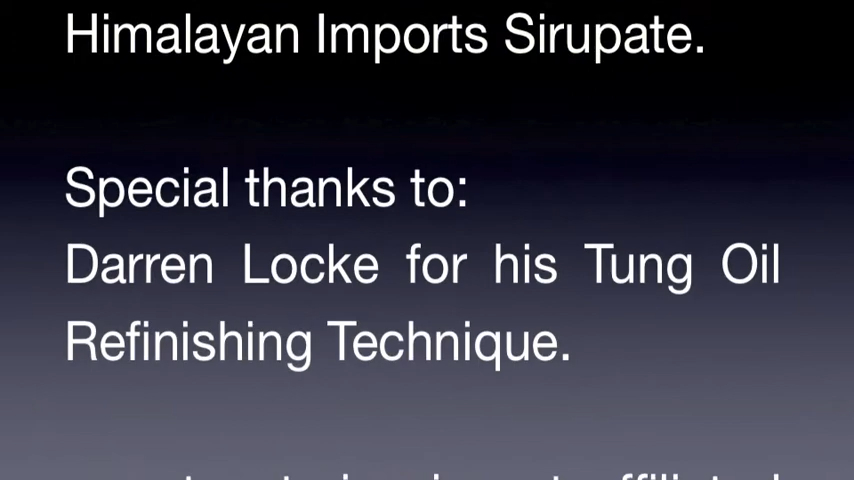 Himalayan Imports Sirupate.
Special thanks to:
Darren Locke for his Tung Oil
Refinishing Technique.